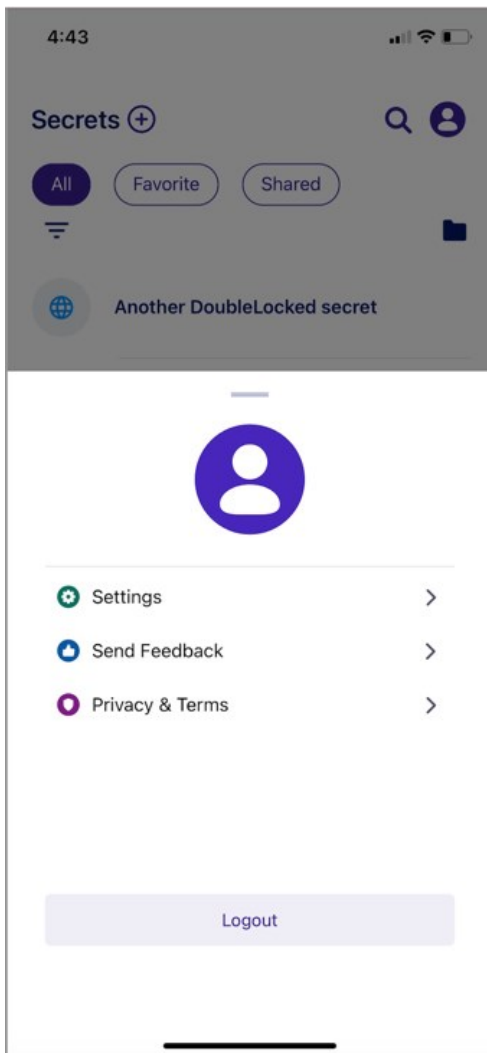 4:43
Secrets
All Favorite Shared
Another DoubleLocked secret
Settings
Send Feedback
Privacy & Terms
Logout